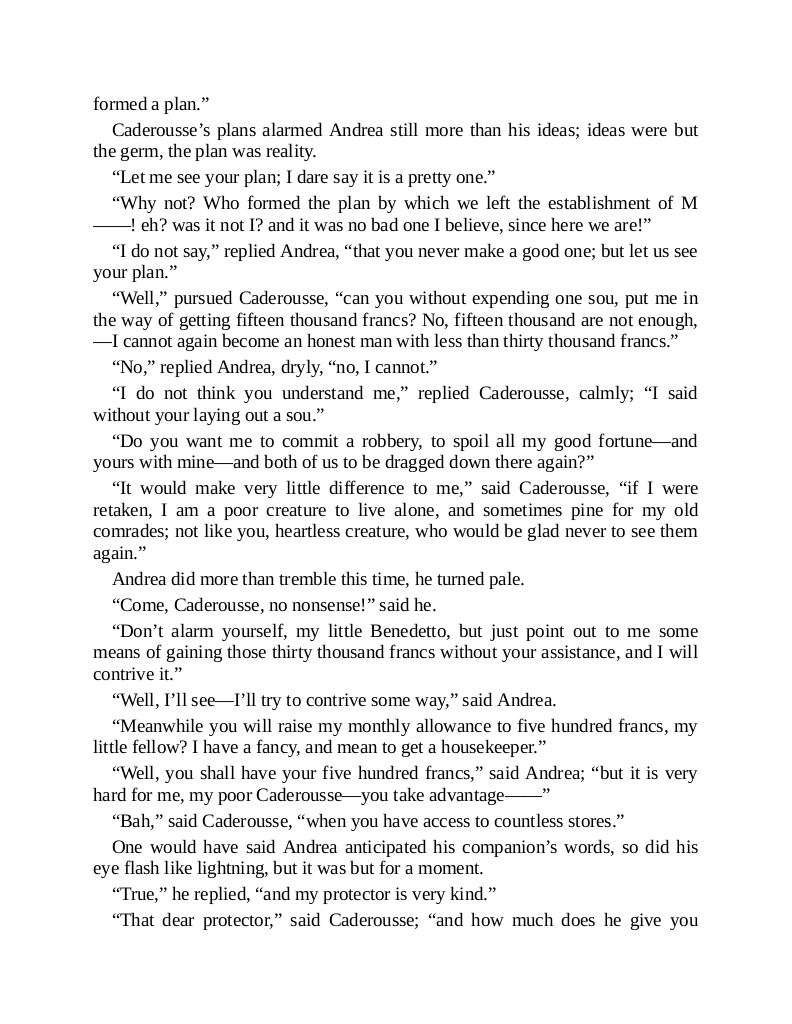 formed a plan.”
Caderousse’s plans alarmed Andrea still more than his ideas; ideas were but
the germ, the plan was reality.
“Let me see your plan; I dare say it is a pretty one.”
“Why not? Who formed the plan by which we left the establishment of M
——! eh? was it not I? and it was no bad one I believe, since here we are!”
“I do not say,” replied Andrea, “that you never make a good one; but let us see
your plan.”
“Well,” pursued Caderousse, “can you without expending one sou, put me in
the way of getting fifteen thousand francs? No, fifteen thousand are not enough,
—I cannot again become an honest man with less than thirty thousand francs.”
“No,” replied Andrea, dryly, “no, I cannot.”
“I do not think you understand me,” replied Caderousse, calmly; “I said
without your laying out a sou.”
“Do you want me to commit a robbery, to spoil all my good fortune—and
yours with mine—and both of us to be dragged down there again?”
“It would make very little difference to me,” said Caderousse, “if I were
retaken, I am a poor creature to live alone, and sometimes pine for my old
comrades; not like you, heartless creature, who would be glad never to see them
again.”
Andrea did more than tremble this time, he turned pale.
“Come, Caderousse, no nonsense!” said he.
“Don’t alarm yourself, my little Benedetto, but just point out to me some
means of gaining those thirty thousand francs without your assistance, and I will
contrive it.”
“Well, I’ll see—I’ll try to contrive some way,” said Andrea.
“Meanwhile you will raise my monthly allowance to five hundred francs, my
little fellow? I have a fancy, and mean to get a housekeeper.”
“Well, you shall have your five hundred francs,” said Andrea; “but it is very
hard for me, my poor Caderousse—you take advantage——”
“Bah,” said Caderousse, “when you have access to countless stores.”
One would have said Andrea anticipated his companion’s words, so did his
eye flash like lightning, but it was but for a moment.
“True,” he replied, “and my protector is very kind.”
“That dear protector,” said Caderousse; “and how much does he give you